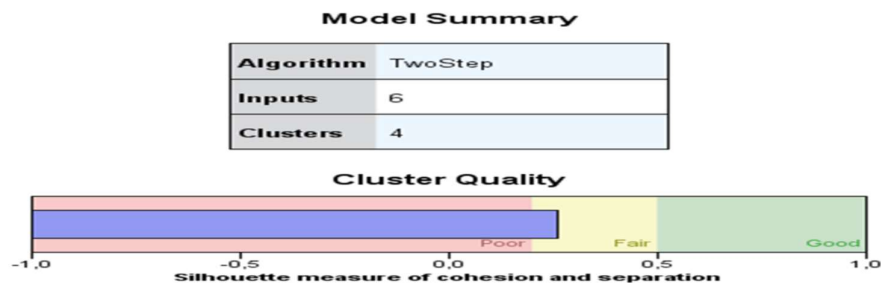 Model Summary
Algorithm TwoStep
Inputs 6
Clusters 4
Cluster Quality
Poor Fair Good
-1,0 -0,5 0,0 0,5 1,0
Silhouette measure of cohesion and separation